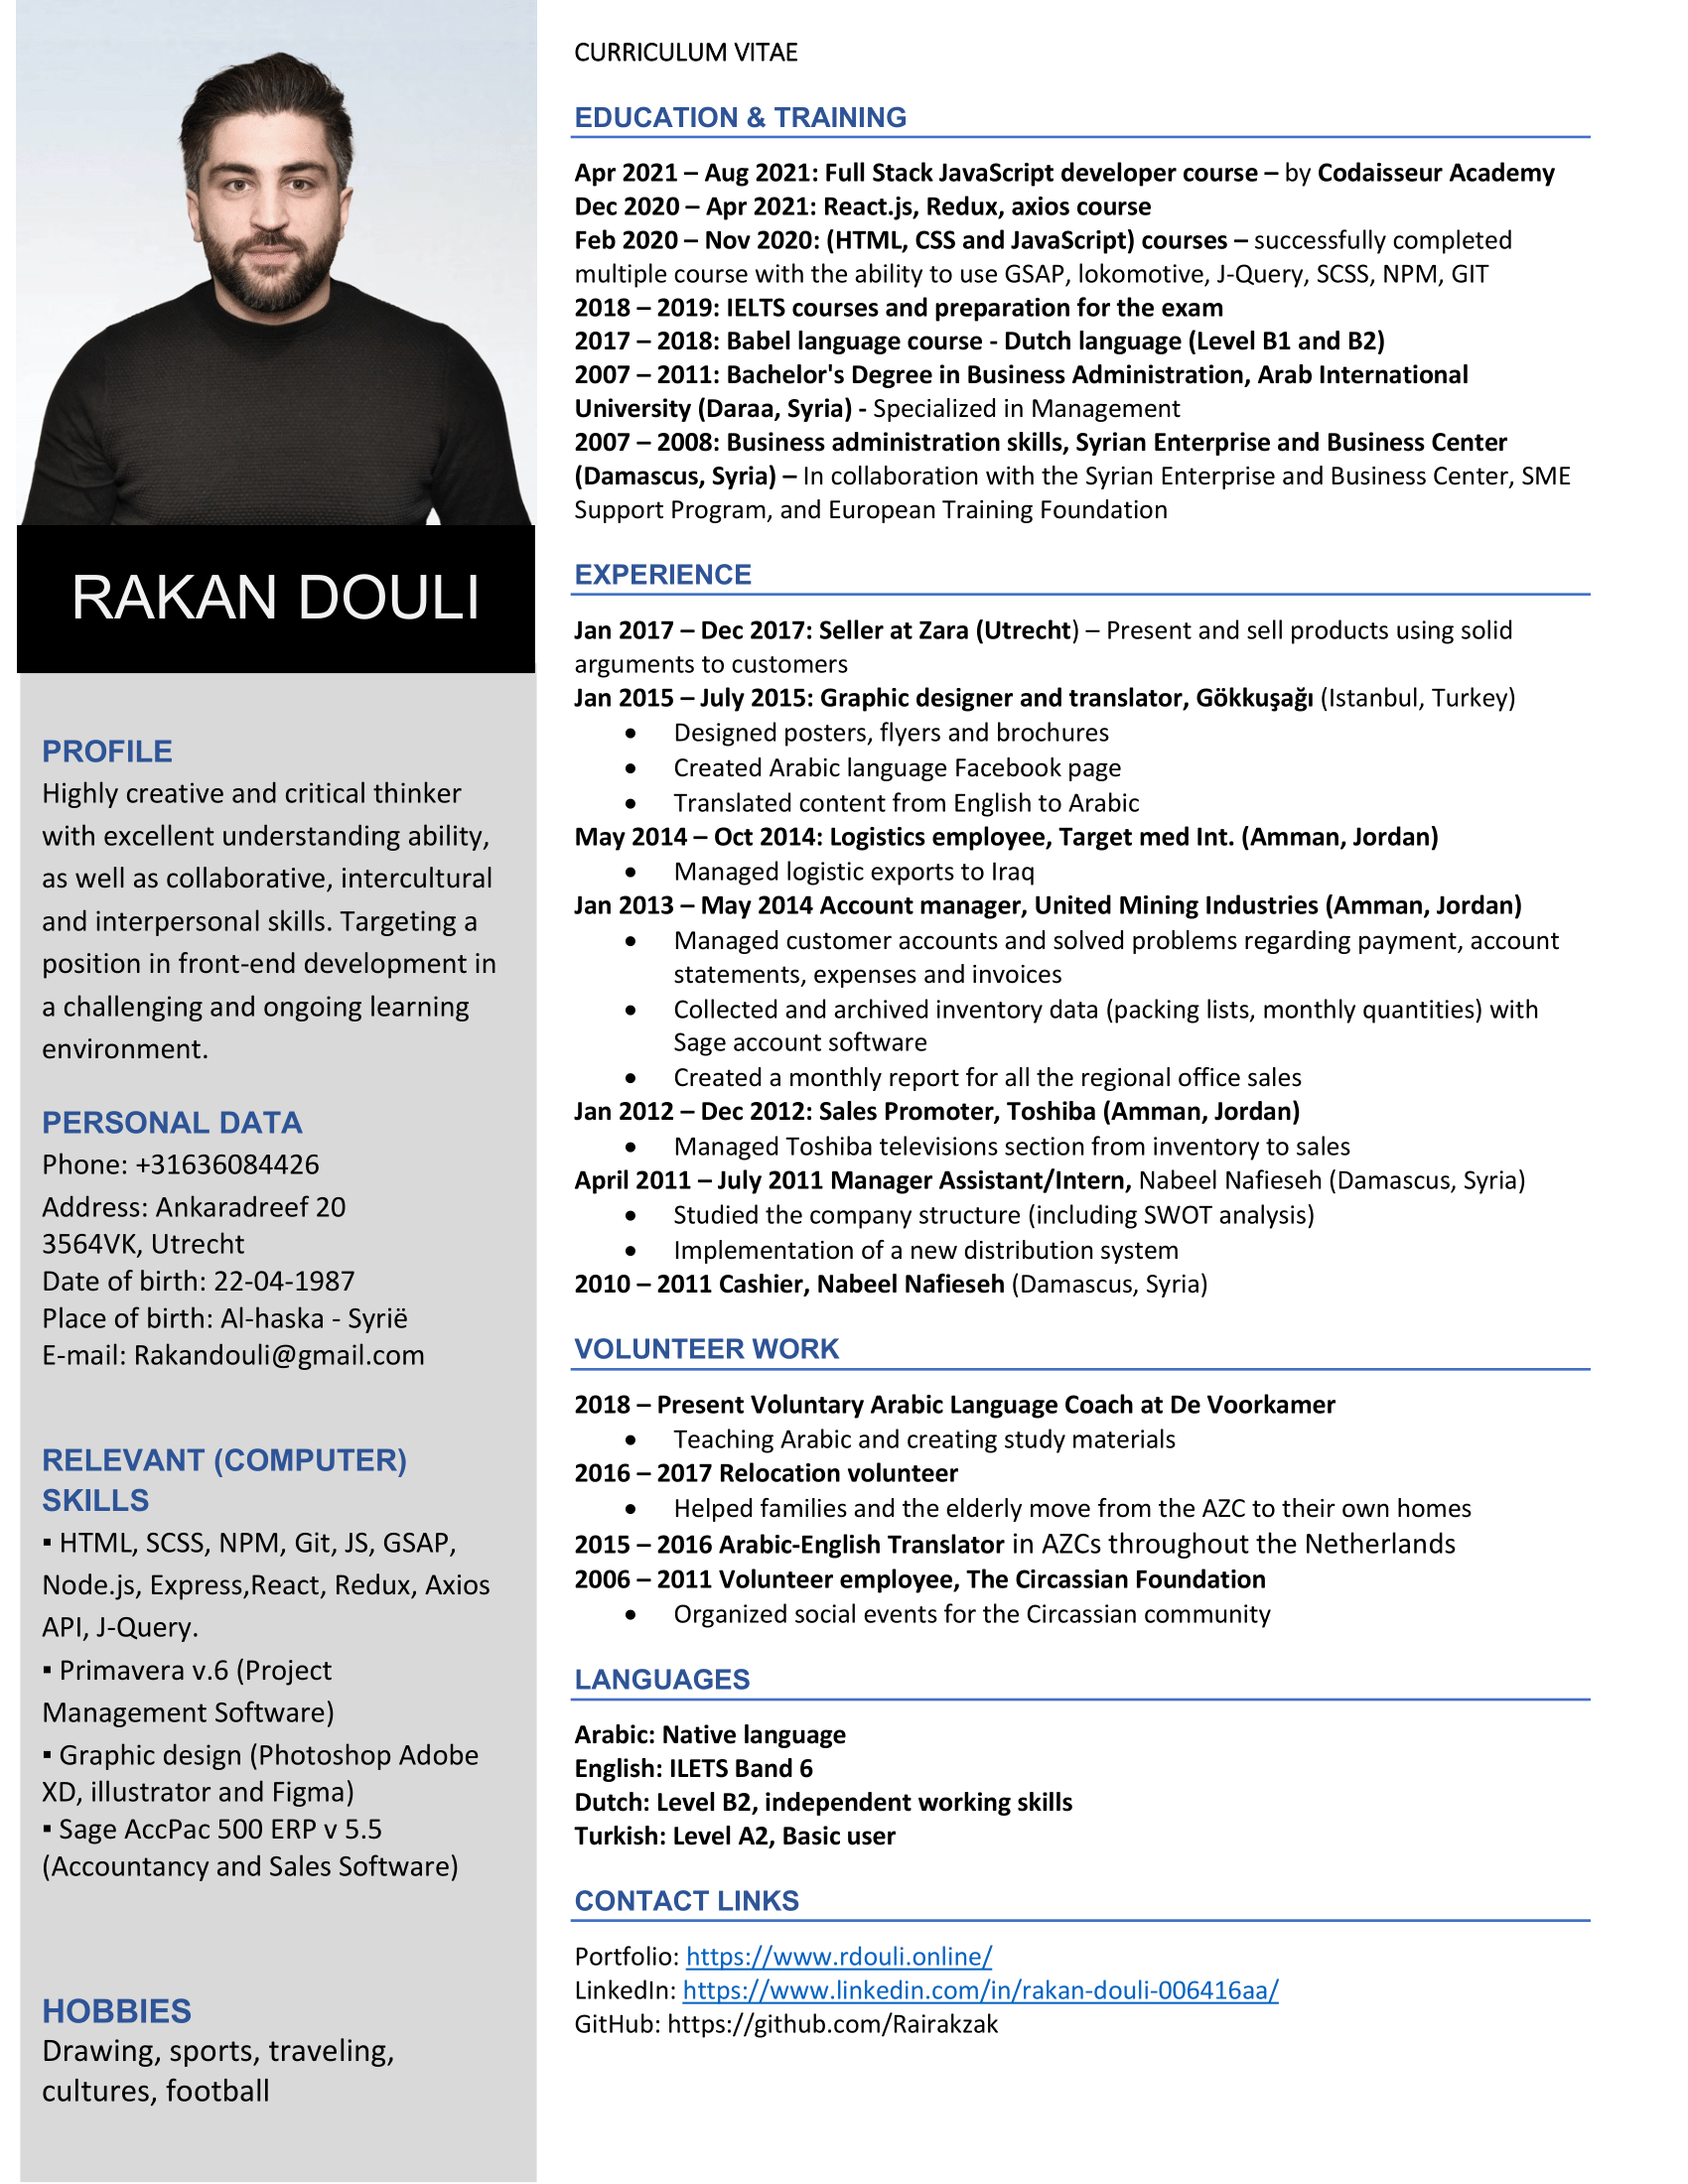 RAKAN DOULI
PROFILE
Highly creative and critical thinker
with excellent understanding ability,
as well as collaborative, intercultural
and interpersonal skills. Targeting a
position in front-end development in
a challenging and ongoing learning
environment.
PERSONAL DATA
Phone: +31636084426
Address: Ankaradreef 20
3564VK, Utrecht
Date of birth: 22-04-1987
Place of birth: Al-haska - Syrië
E-mail: Rakandouli@gmail.com
RELEVANT (COMPUTER)
SKILLS
▪ HTML, SCSS, NPM, Git, JS, GSAP,
Node.js, Express,React, Redux, Axios
API, J-Query.
▪ Primavera v.6 (Project
Management Software)
▪ Graphic design (Photoshop Adobe
XD, illustrator and Figma)
▪ Sage AccPac 500 ERP v 5.5
(Accountancy and Sales Software)
HOBBIES
Drawing, sports, traveling,
cultures, football
CURRICULUM VITAE
EDUCATION & TRAINING
Apr 2021 – Aug 2021: Full Stack JavaScript developer course – by Codaisseur Academy
Dec 2020 – Apr 2021: React.js, Redux, axios course
Feb 2020 – Nov 2020: (HTML, CSS and JavaScript) courses – successfully completed
multiple course with the ability to use GSAP, lokomotive, J-Query, SCSS, NPM, GIT
2018 – 2019: IELTS courses and preparation for the exam
2017 – 2018: Babel language course - Dutch language (Level B1 and B2)
2007 – 2011: Bachelor's Degree in Business Administration, Arab International
University (Daraa, Syria) - Specialized in Management
2007 – 2008: Business administration skills, Syrian Enterprise and Business Center
(Damascus, Syria) – In collaboration with the Syrian Enterprise and Business Center, SME
Support Program, and European Training Foundation
EXPERIENCE
Jan 2017 – Dec 2017: Seller at Zara (Utrecht) – Present and sell products using solid
arguments to customers
Jan 2015 – July 2015: Graphic designer and translator, Gökkuşağı (Istanbul, Turkey)
• Designed posters, flyers and brochures
• Created Arabic language Facebook page
• Translated content from English to Arabic
May 2014 – Oct 2014: Logistics employee, Target med Int. (Amman, Jordan)
• Managed logistic exports to Iraq
Jan 2013 – May 2014 Account manager, United Mining Industries (Amman, Jordan)
• Managed customer accounts and solved problems regarding payment, account
statements, expenses and invoices
• Collected and archived inventory data (packing lists, monthly quantities) with
Sage account software
• Created a monthly report for all the regional office sales
Jan 2012 – Dec 2012: Sales Promoter, Toshiba (Amman, Jordan)
• Managed Toshiba televisions section from inventory to sales
April 2011 – July 2011 Manager Assistant/Intern, Nabeel Nafieseh (Damascus, Syria)
• Studied the company structure (including SWOT analysis)
• Implementation of a new distribution system
2010 – 2011 Cashier, Nabeel Nafieseh (Damascus, Syria)
VOLUNTEER WORK
2018 – Present Voluntary Arabic Language Coach at De Voorkamer
• Teaching Arabic and creating study materials
2016 – 2017 Relocation volunteer
• Helped families and the elderly move from the AZC to their own homes
2015 – 2016 Arabic-English Translator in AZCs throughout the Netherlands
2006 – 2011 Volunteer employee, The Circassian Foundation
• Organized social events for the Circassian community
LANGUAGES
Arabic: Native language
English: ILETS Band 6
Dutch: Level B2, independent working skills
Turkish: Level A2, Basic user
CONTACT LINKS
Portfolio: https://www.rdouli.online/
LinkedIn: https://www.linkedin.com/in/rakan-douli-006416aa/
GitHub: https://github.com/Rairakzak